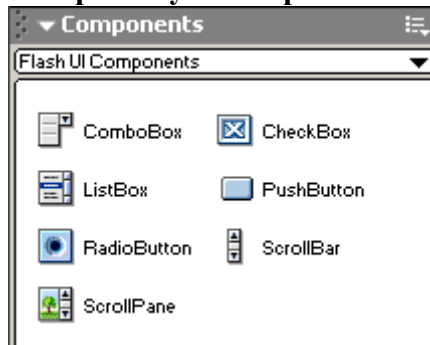 Components
Flash UI Components
ComboBox CheckBox
ListBox PushButton
RadioButton ScrollBar
ScrollPane